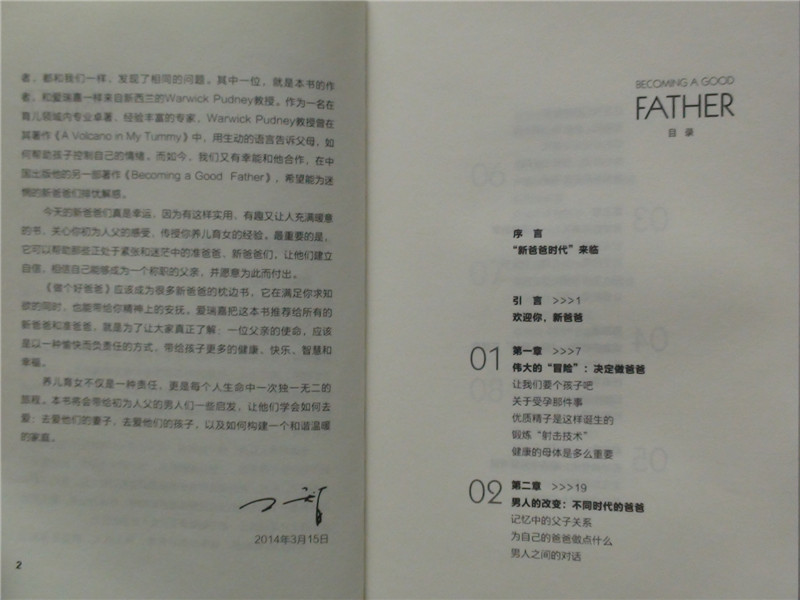 者，都和我们一样，发现了相同的问题。其中一位，就是本书的作
者，和爱瑞嘉一样来自新西兰的Warwick Pudney教授。作为一名在
育儿领域内专业卓著、经验丰富的专家，Warwick Pudney教授曾在
其著作《A Volcano in My Tummy》中，用生动的语言告诉父母，如
何帮助孩子控制自己的情绪。而如今，我们又有幸能和他合作，在中
国出版他的另一部著作《Becoming a Good Father》，希望能为迷
惘的新爸爸们排忧解惑。
今天的新爸爸们真是幸运，因为有这样实用、有趣又让人充满暖意
的书，关心你初为人父的感受，传授你养儿育女的经验。最重要的是，
它可以帮助那些正处于紧张和迷茫中的准爸爸、新爸爸们，让他们建立
自信，相信自己能够成为一个称职的父亲，并愿意为此而付出。
《做个好爸爸》应该成为很多新爸爸的枕边书，它在满足你求知
欲的同时，也能带给你精神上的安抚。爱瑞嘉把这本书推荐给所有的
新爸爸和准爸爸，就是为了让大家真正了解：一位父亲的使命，应该
是以一种愉快而负责任的方式，带给孩子更多的健康、快乐、智慧和
幸福。
养儿育女不仅是一种责任，更是每个人生命中一次独一无二的
旅程。本书将会带给初为人父的男人们一些启发，让他们学会如何去
爱：去爱他们的妻子，去爱他们的孩子，以及如何构建一个和谐温暖
的家庭。
2014年3月15日
2
BECOMING A GOOD
FATHER
目 录
序 言
“新爸爸时代”来临
引 言 >>>1
欢迎你，新爸爸
01 第一章 >>>7
伟大的“冒险”：决定做爸爸
让我们要个孩子吧
关于受孕那件事
优质精子是这样诞生的
锻炼“射击技术”
健康的母体是多么重要
02 第二章 >>>19
男人的改变：不同时代的爸爸
记忆中的父子关系
为自己的爸爸做点什么
男人之间的对话